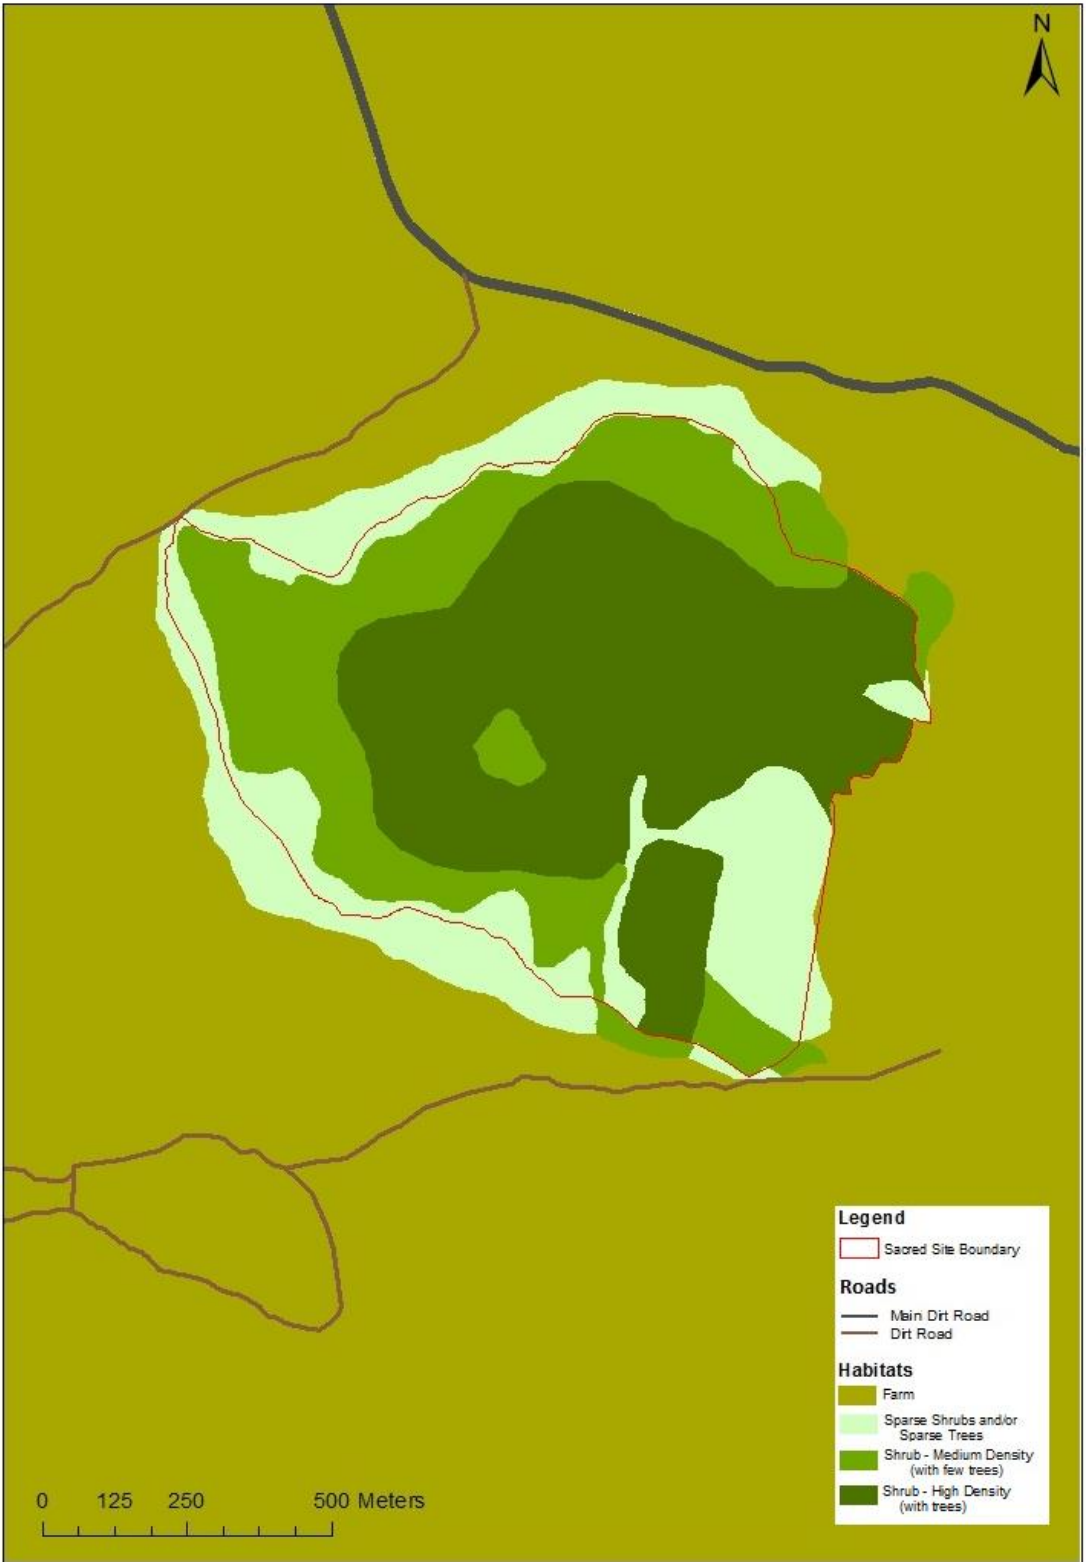 N
Legend
Sacred Site Boundary
Roads
Main Dirt Road
Dirt Road
Habitats
Farm
Sparse Shrubs and/or
Sparse Trees
Shrub - Medium Density
(with few trees)
Shrub - High Density
(with trees)
0 125 250 500 Meters